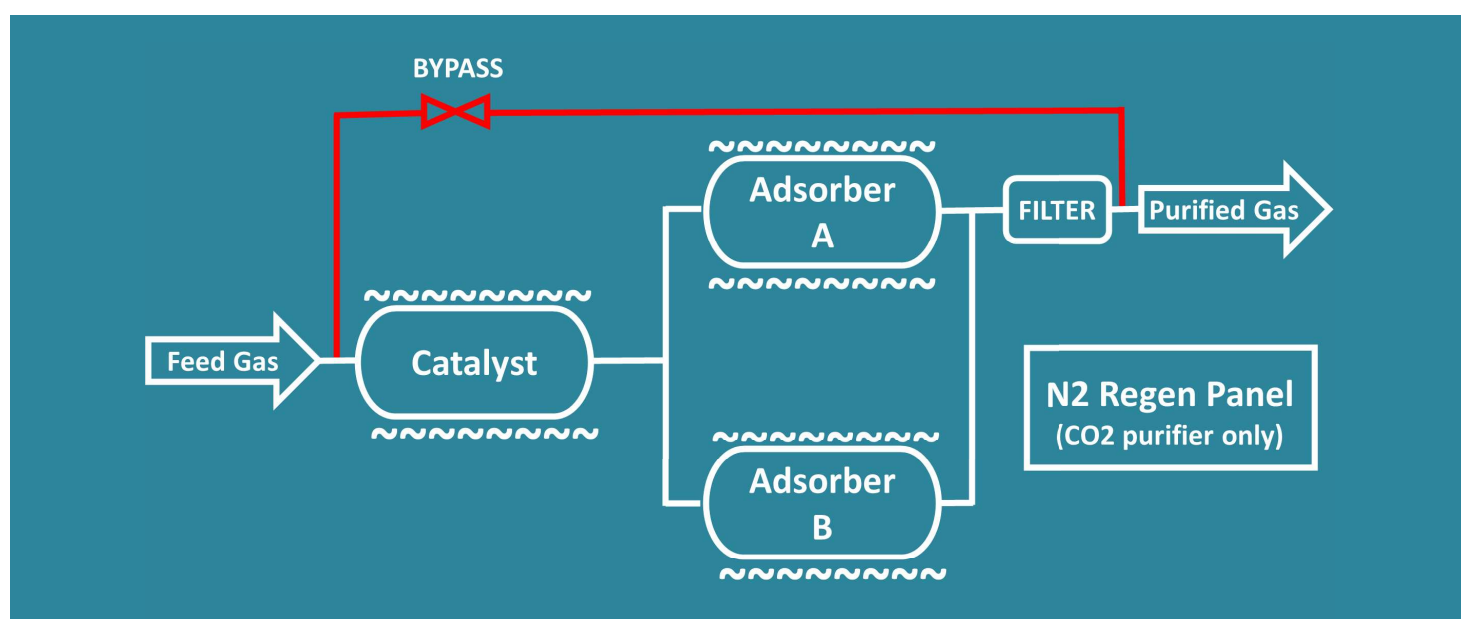 BYPASS
Adsorber
A
FILTER
Purified Gas
Feed Gas
Catalyst
N2 Regen Panel
(CO2 purifier only)
Adsorber
B